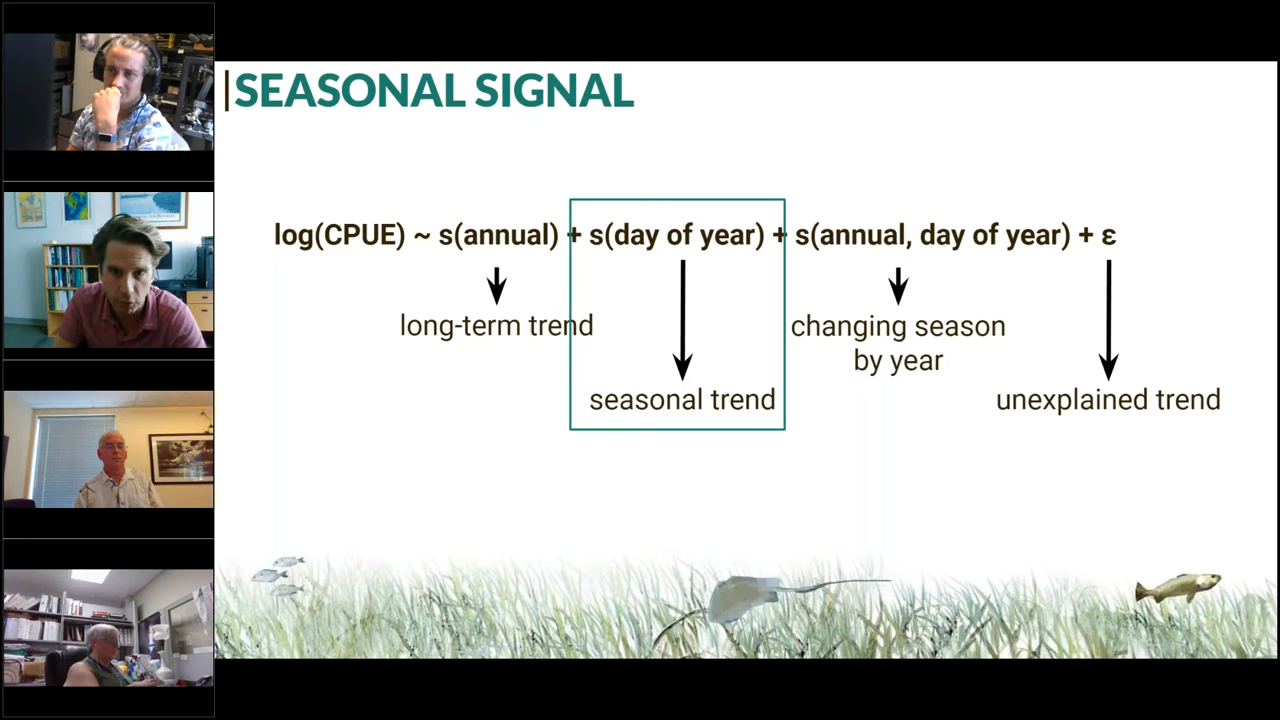 SEASONAL SIGNAL
log(CPUE) ~ s(annual) + s(day of year) + s(annual, day of year) + ε
long-term trend
changing season
by year
seasonal trend
unexplained trend